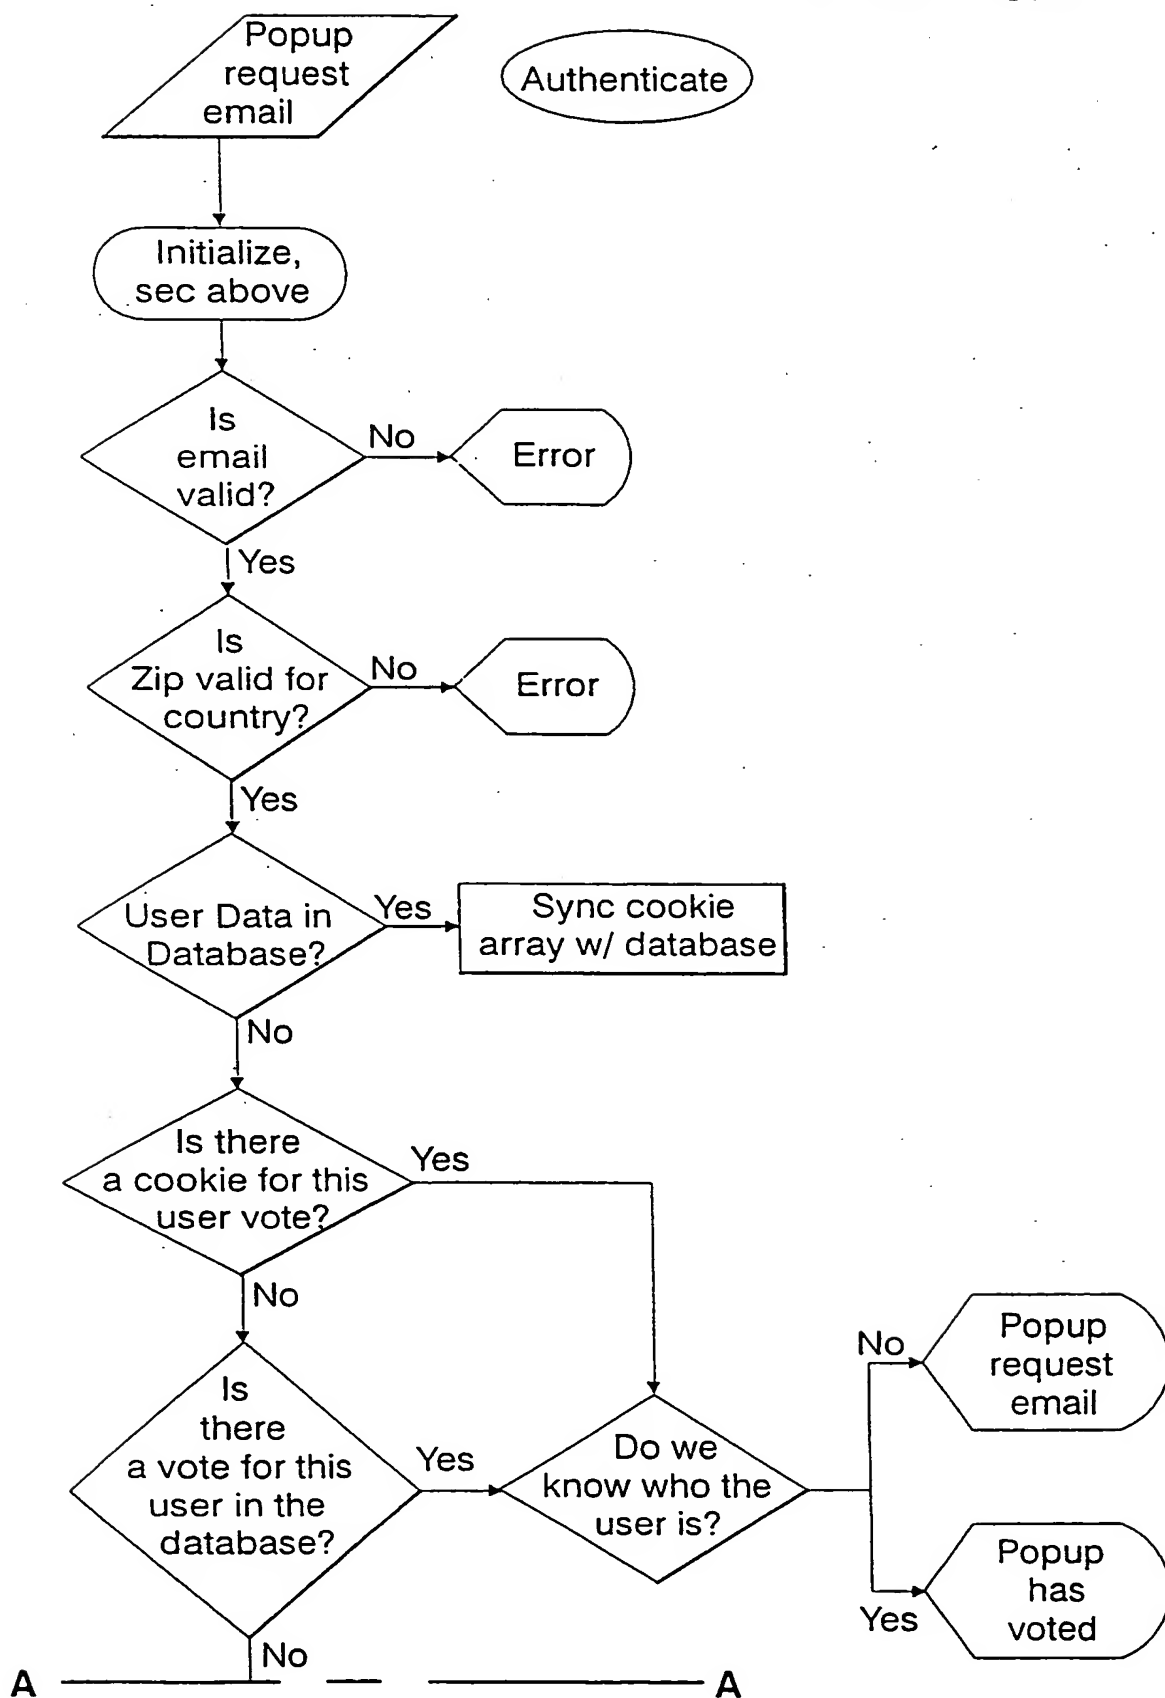 Popup
request
email
Authenticate
Initialize,
sec above
Is
email
valid?
No
Error
Yes
Is
Zip valid for
country?
No
Error
Yes
User Data in
Database?
Yes
Sync cookie
array w/ database
No
Is there
a cookie for this
user vote?
Yes
No
Is
there
a vote for this
user in the
database?
Yes
Do we
know who the
user is?
No
Popup
request
email
Yes
Popup
has
voted
No
A
A